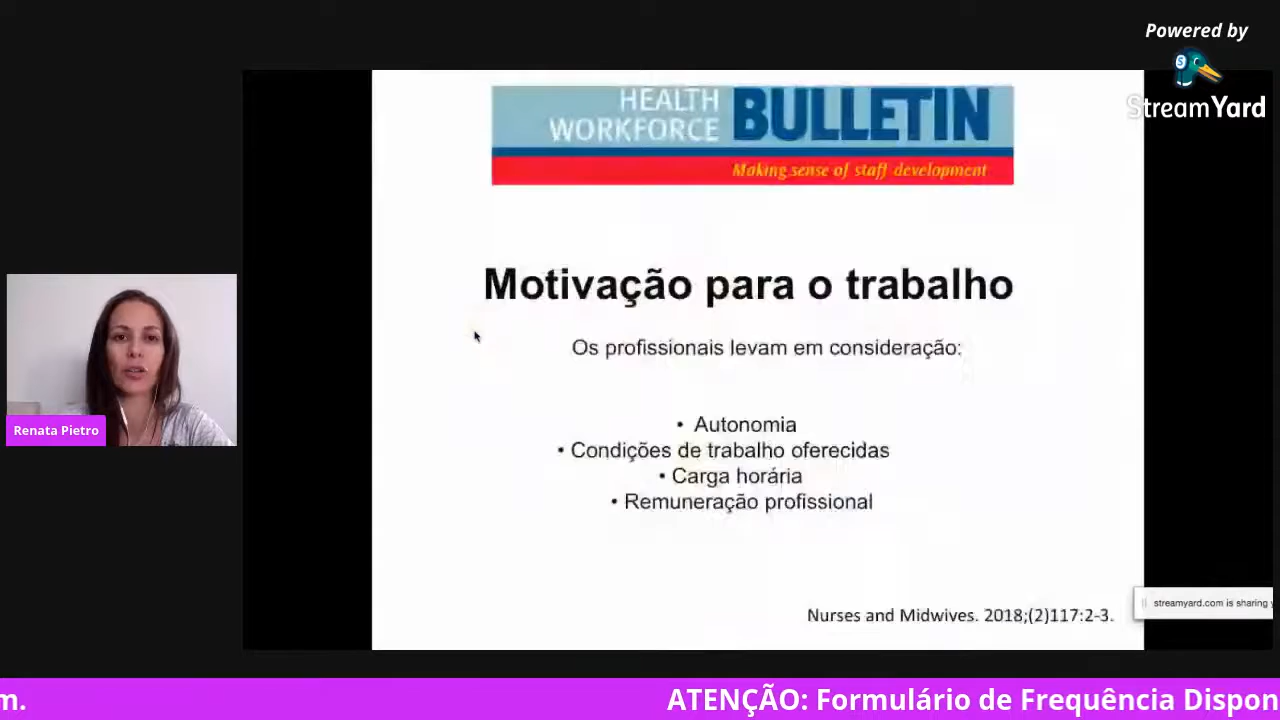 Powered by
StreamYard
HEALTH
WORKFORCE
BULLETIN
Making sense of staff development
Motivação para o trabalho
Os profissionais levam em consideração:
• Autonomia
• Condições de trabalho oferecidas
• Carga horária
• Remuneração profissional
Nurses and Midwives. 2018;(2)117:2-3.
streamyard.com is sharing
Renata Pietro
m.
ATENÇÃO: Formulário de Frequência Dispon